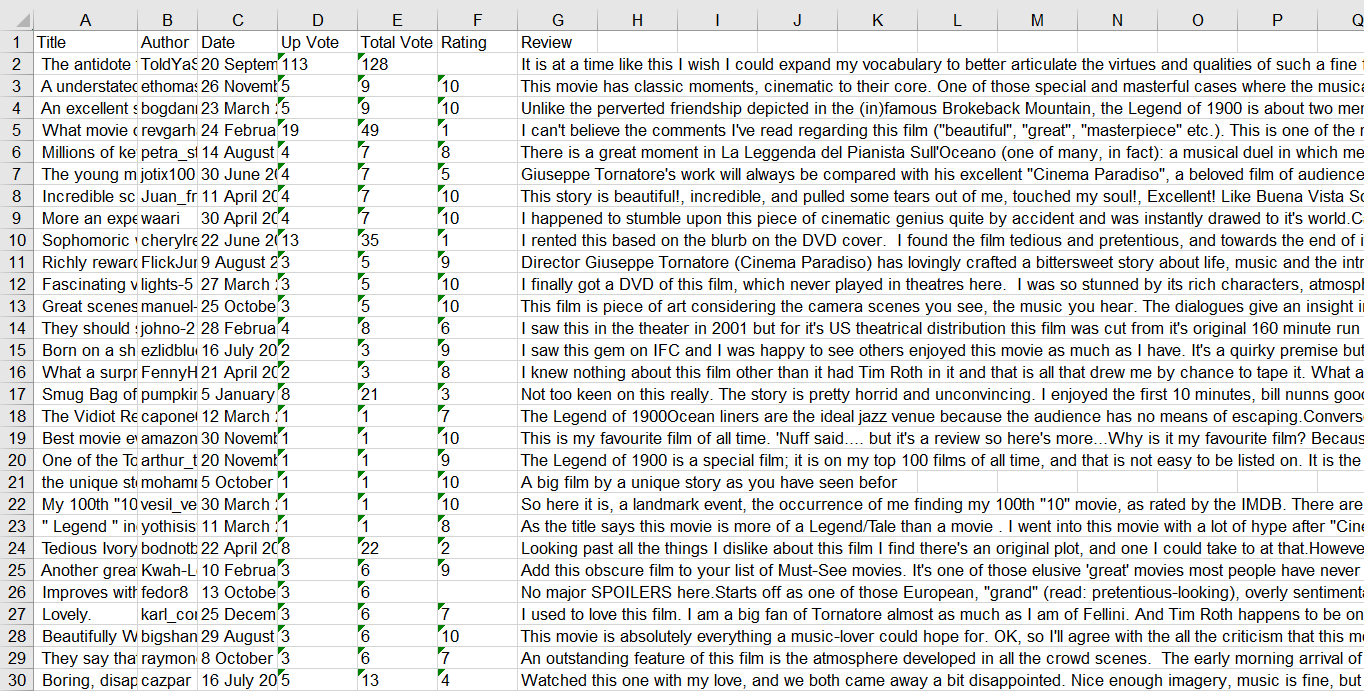 A B C D E F G H I J K L M N O P Q
1 Title Author Date Up Vote Total Vote Rating Review
2 The antidote ToldYaS 20 Septem 113 128 It is at a time like this I wish I could expand my vocabulary to better articulate the virtues and qualities of such a fine
3 A understated ethomas 26 Novemb 5 9 10 This movie has classic moments, cinematic to their core. One of those special and masterful cases where the musica
4 An excellent s bogdan 23 March 5 9 10 Unlike the perverted friendship depicted in the (in)famous Brokeback Mountain, the Legend of 1900 is about two mer
5 What movie c revgarh 24 Februa 19 49 1 I can't believe the comments I've read regarding this film ("beautiful", "great", "masterpiece" etc.). This is one of the
6 Millions of ke petra_st 14 August 4 7 8 There is a great moment in La Leggenda del Pianista Sull'Oceano (one of many, in fact): a musical duel in which me
7 The young m jotix100 30 June 20 4 7 5 Giuseppe Tornatore's work will always be compared with his excellent "Cinema Paradiso", a beloved film of audience
8 Incredible sc Juan_fr 11 April 20 4 7 10 This story is beautiful!, incredible, and pulled some tears out of me, touched my soul!, Excellent! Like Buena Vista So
9 More an expe waari 30 April 20 4 7 10 I happened to stumble upon this piece of cinematic genius quite by accident and was instantly drawed to it's world.C
10 Sophomoric cherylre 22 June 20 13 35 1 I rented this based on the blurb on the DVD cover. I found the film tedious and pretentious, and towards the end of i
11 Richly rewar FlickJun 9 August 2 3 5 9 Director Giuseppe Tornatore (Cinema Paradiso) has lovingly crafted a bittersweet story about life, music and the intr
12 Fascinating v lights-5 27 March 3 5 10 I finally got a DVD of this film, which never played in theatres here. I was so stunned by its rich characters, atmosph
13 Great scenes manuel- 25 Octobe 3 5 10 This film is piece of art considering the camera scenes you see, the music you hear. The dialogues give an insight i
14 They should johno-2 28 Februa 4 8 6 I saw this in the theater in 2001 but for it's US theatrical distribution this film was cut from it's original 160 minute run
15 Born on a sh ezlidblue 16 July 20 2 3 9 I saw this gem on IFC and I was happy to see others enjoyed this movie as much as I have. It's a quirky premise but
16 What a surpr FennyH 21 April 20 2 3 8 I knew nothing about this film other than it had Tim Roth in it and that is all that drew me by chance to tape it. What a
17 Smug Bag of pumpkin 5 January 8 21 3 Not too keen on this really. The story is pretty horrid and unconvincing. I enjoyed the first 10 minutes, bill nunns good
18 The Vidiot Re capone 12 March 1 1 7 The Legend of 1900Ocean liners are the ideal jazz venue because the audience has no means of escaping.Convers
19 Best movie ev amazon 30 Novemb 1 1 10 This is my favourite film of all time. 'Nuff said.... but it's a review so here's more...Why is it my favourite film? Becaus
20 One of the To arthur_t 20 Novemb 1 1 9 The Legend of 1900 is a special film; it is on my top 100 films of all time, and that is not easy to be listed on. It is the
21 the unique sto mohamm 5 October 1 1 10 A big film by a unique story as you have seen befor
22 My 100th "10 vesil_ve 30 March 1 1 10 So here it is, a landmark event, the occurrence of me finding my 100th "10" movie, as rated by the IMDB. There are
23 " Legend " in yothisis 11 March 1 1 8 As the title says this movie is more of a Legend/Tale than a movie . I went into this movie with a lot of hype after "Cine
24 Tedious Ivory bodnotb 22 April 20 8 22 2 Looking past all the things I dislike about this film I find there's an original plot, and one I could take to at that.Howeve
25 Another grea Kwah-L 10 Februa 3 6 9 Add this obscure film to your list of Must-See movies. It's one of those elusive 'great' movies most people have never
26 Improves with fedor8 13 Octobe 3 6 No major SPOILERS here.Starts off as one of those European, "grand" (read: pretentious-looking), overly sentimenta
27 Lovely. karl_con 25 Decem 3 6 7 I used to love this film. I am a big fan of Tornatore almost as much as I am of Fellini. And Tim Roth happens to be on
28 Beautifully W bigshan 29 August 3 6 10 This movie is absolutely everything a music-lover could hope for. OK, so I'll agree with the all the criticism that this m
29 They say that raymon 8 October 3 6 7 An outstanding feature of this film is the atmosphere developed in all the crowd scenes. The early morning arrival of
30 Boring, disap cazpar 16 July 20 5 13 4 Watched this one with my love, and we both came away a bit disappointed. Nice enough imagery, music is fine, but